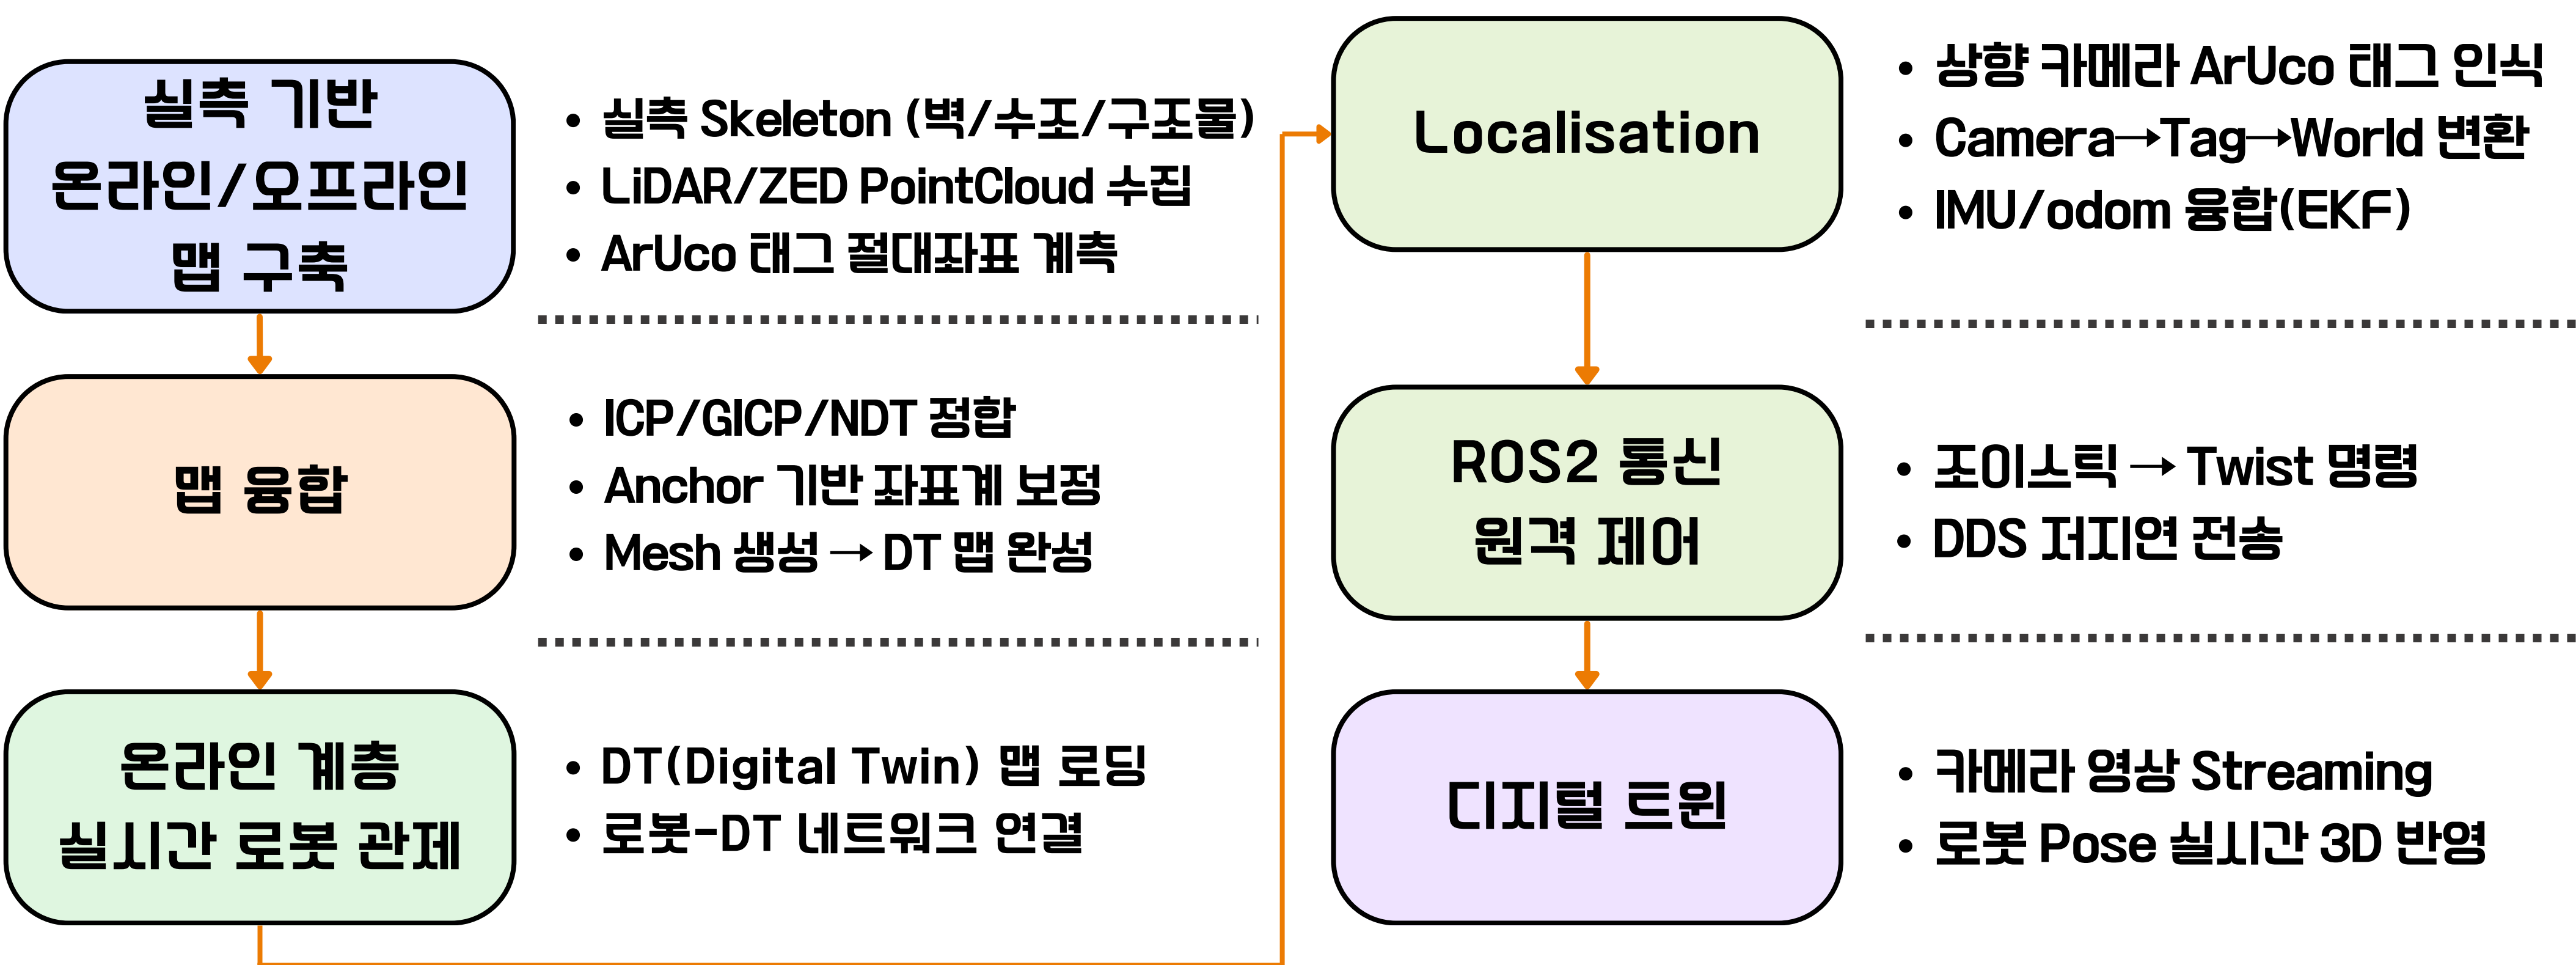 실측 기반
온라인/오프라인
맵 구축
• 실측 Skeleton (벽/수조/구조물)
• LiDAR/ZED PointCloud 수집
• ArUco 태그 절대좌표 계측
맵 융합
• ICP/GICP/NDT 정합
• Anchor 기반 좌표계 보정
• Mesh 생성 → DT 맵 완성
온라인 계층
실시간 로봇 관제
• DT(Digital Twin) 맵 로딩
• 로봇-DT 네트워크 연결
Localisation
• 상향 카메라 ArUco 태그 인식
• Camera→Tag→World 변환
• IMU/odom 융합(EKF)
ROS2 통신
원격 제어
• 조이스틱 → Twist 명령
• DDS 저지연 전송
디지털 트윈
• 카메라 영상 Streaming
• 로봇 Pose 실시간 3D 반영